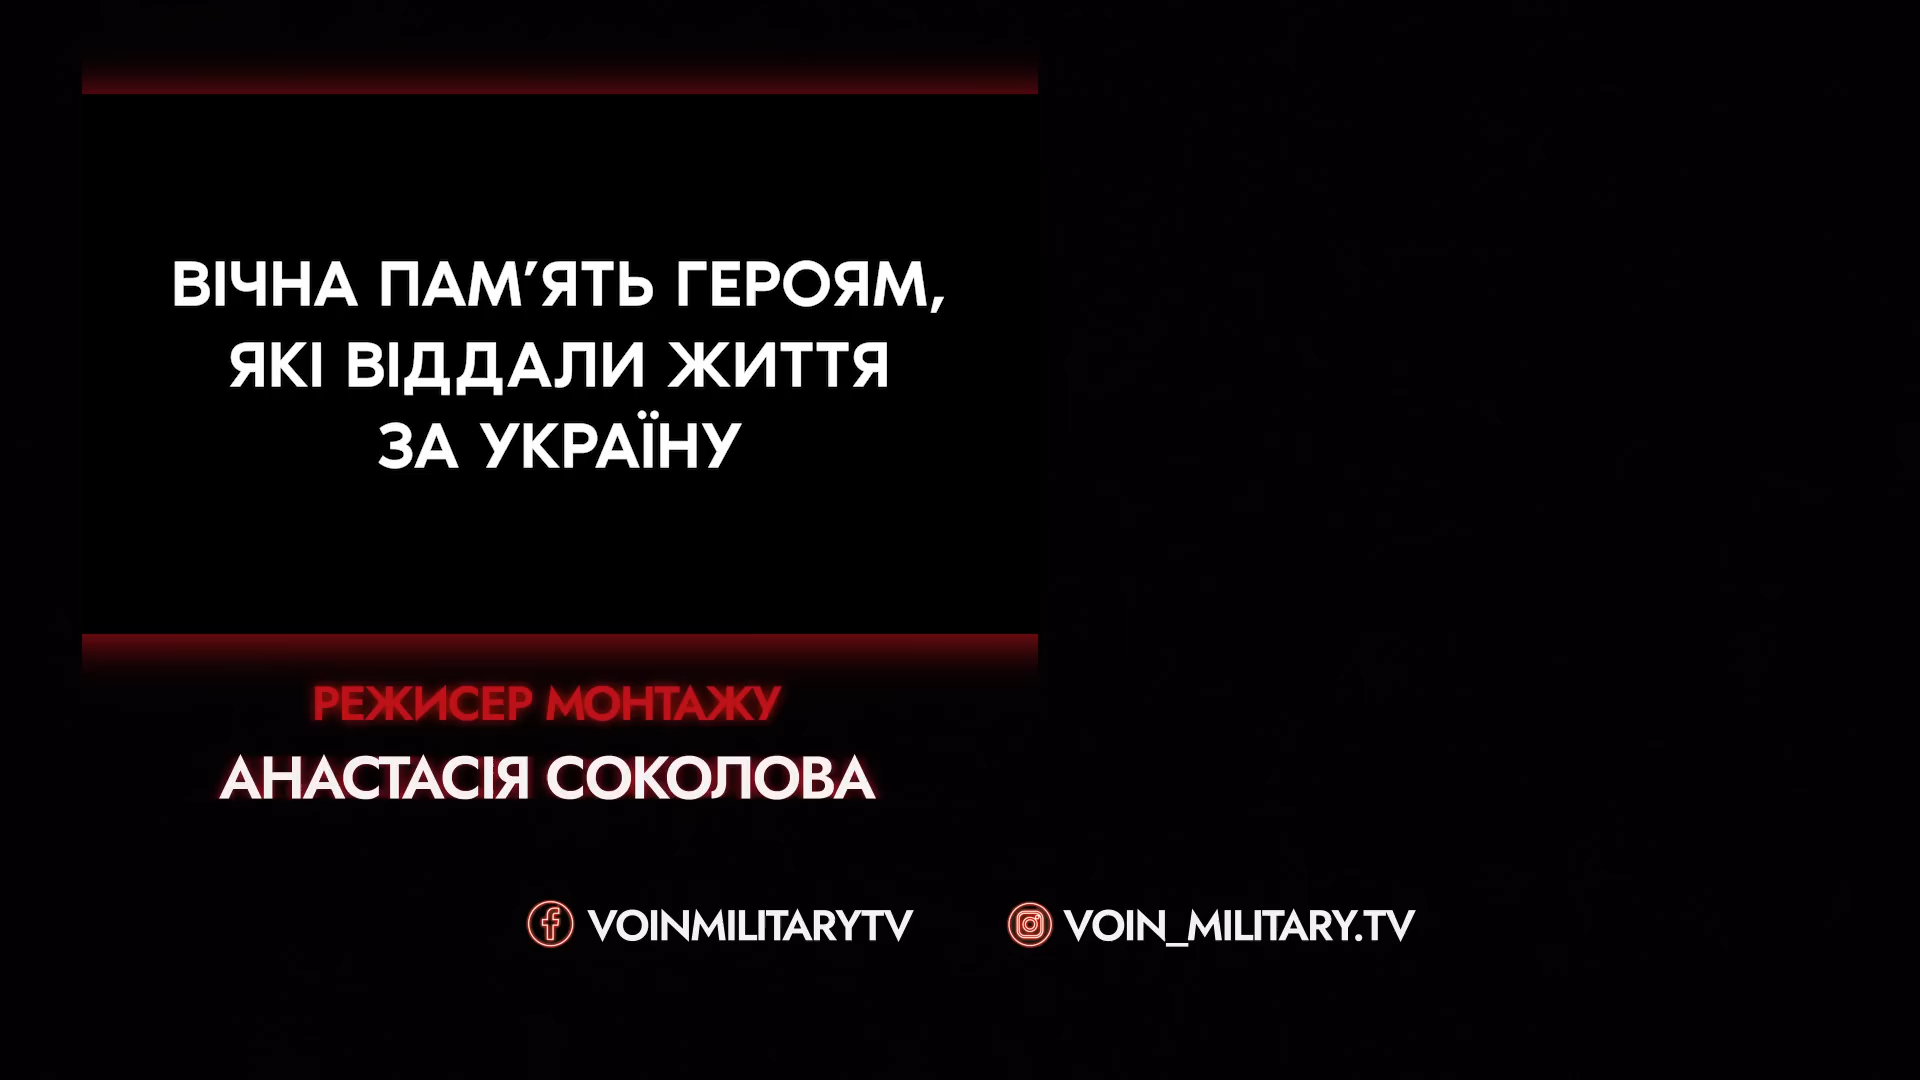 ВІЧНА ПАМ’ЯТЬ ГЕРОЯМ,
ЯКІ ВІДДАЛИ ЖИТТЯ
ЗА УКРАЇНУ
РЕЖИСЕР МОНТАЖУ
АНАСТАСІЯ СОКОЛОВА
VOINMILITARYTV
VOIN_MILITARY.TV